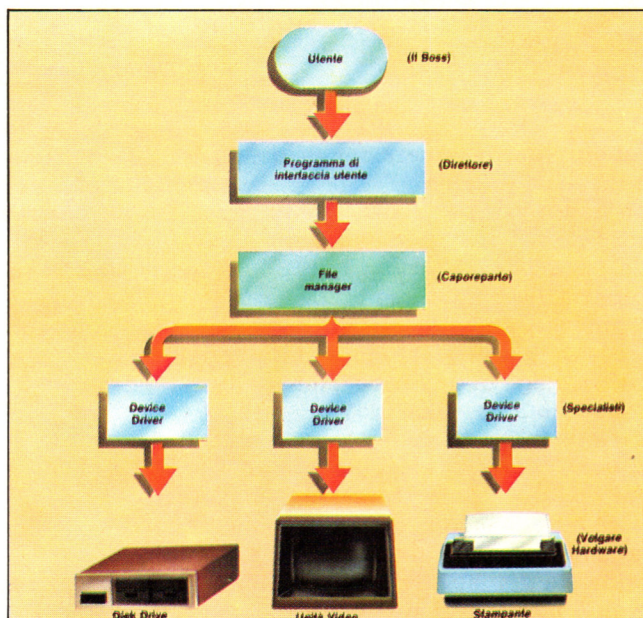 Utente
(Il Boss)
Programma di
interfaccia utente
(Direttore)
File
manager
(Caporeparto)
Device
Driver
Device
Driver
Device
Driver
(Specialisti)
(Volgare
Hardware)
Disk Drive
Unità Video
Stampante